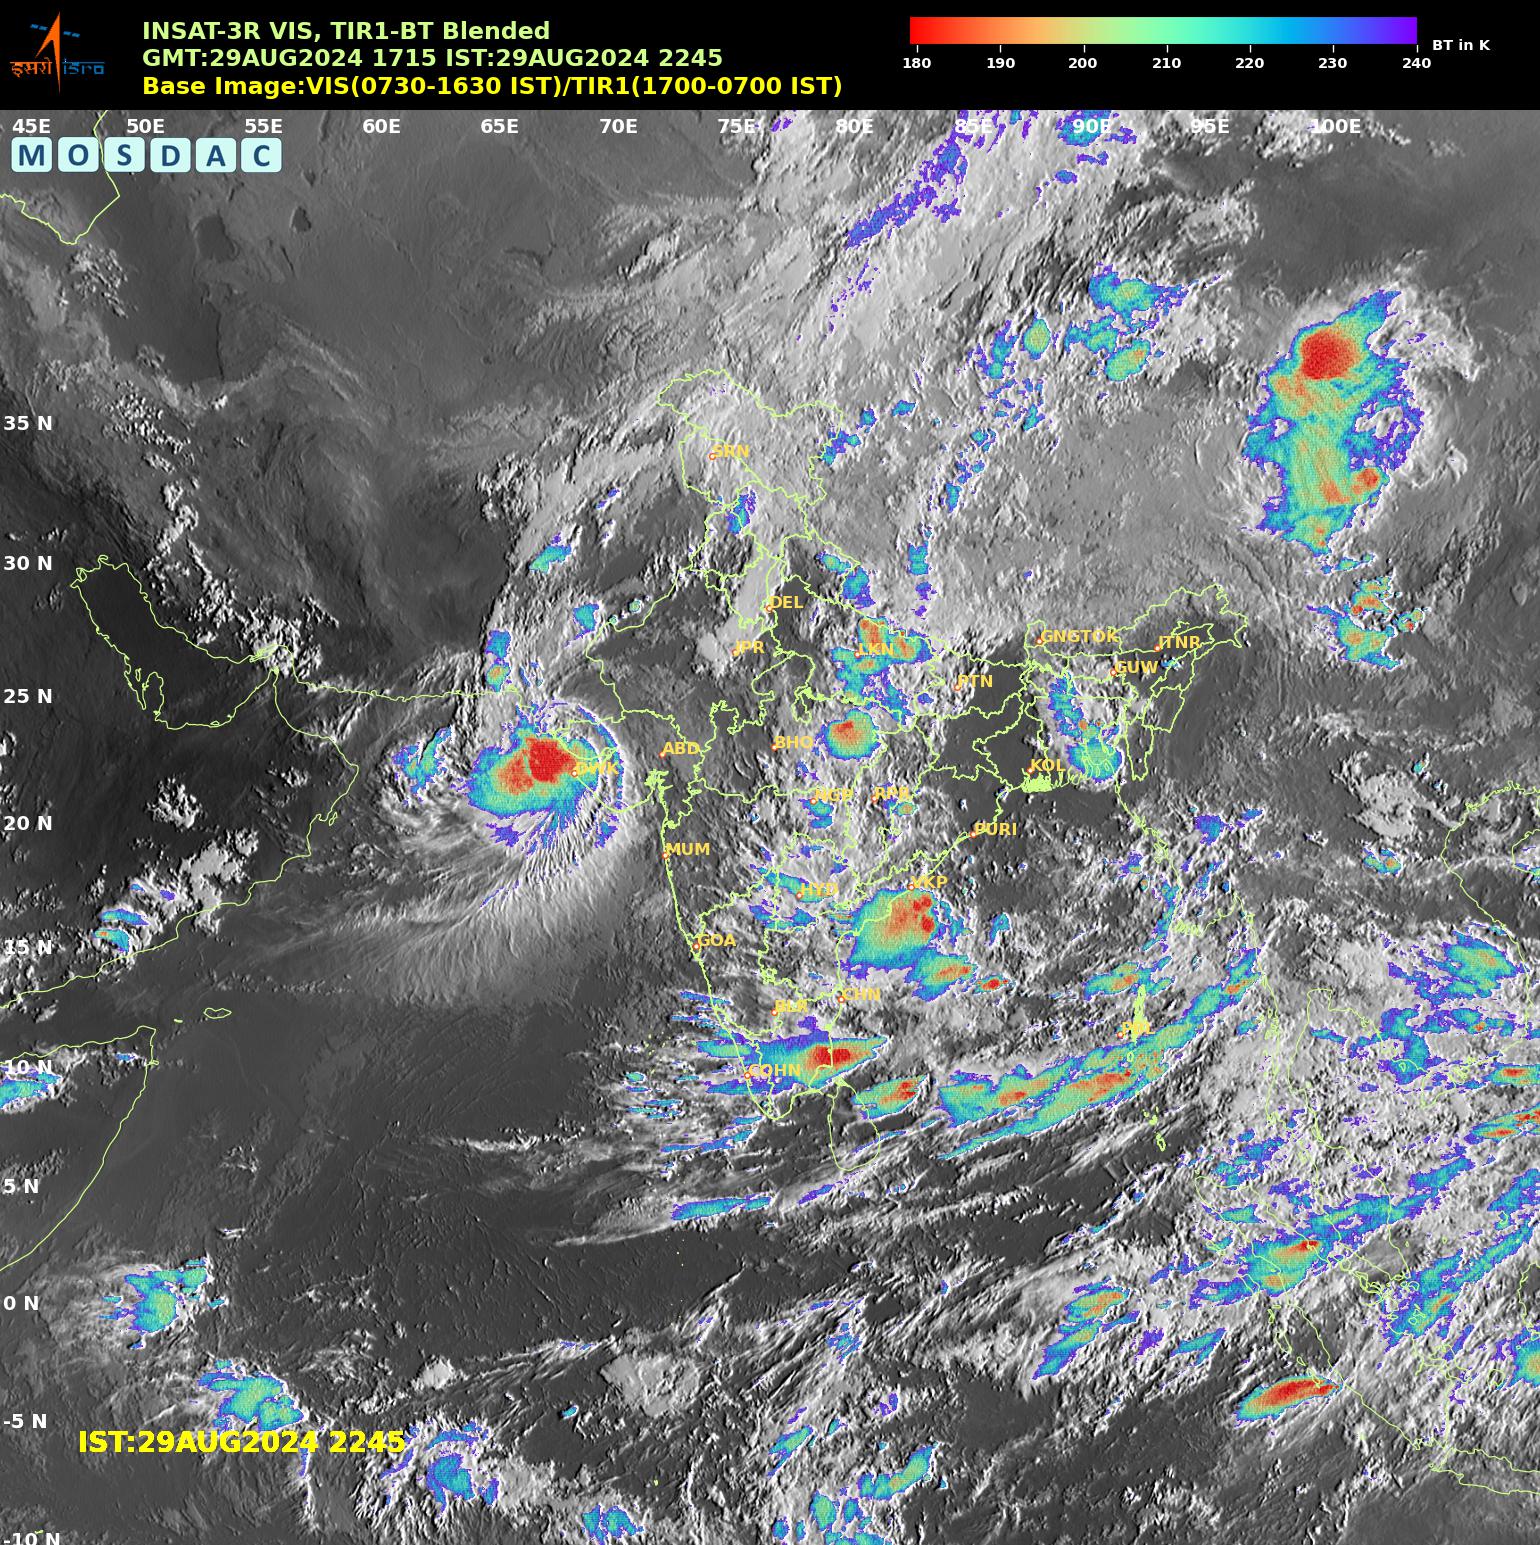 INSAT-3R VIS, TIR1-BT Blended
GMT:29AUG2024 1715 IST:29AUG2024 2245
Base Image:VIS(0730-1630 IST)/TIR1(1700-0700 IST)
इसरो isro
BT in K
180 190 200 210 220 230 240
45E 50E 55E 60E 65E 70E 75E 80E 85E 90E 95E 100E
MOSDAC
35 N
SRN
30 N
DEL
GNGTOK
ITNR
JPR
LKN
GUW
PTN
25 N
BHO
ABD
KOL
DWK
NGP
RPR
20 N
PURI
MUM
VKP
HYD
GOA
15 N
CHN
BLR
PBL
10 N
COHN
5 N
0 N
-5 N
IST:29AUG2024 2245
-10 N